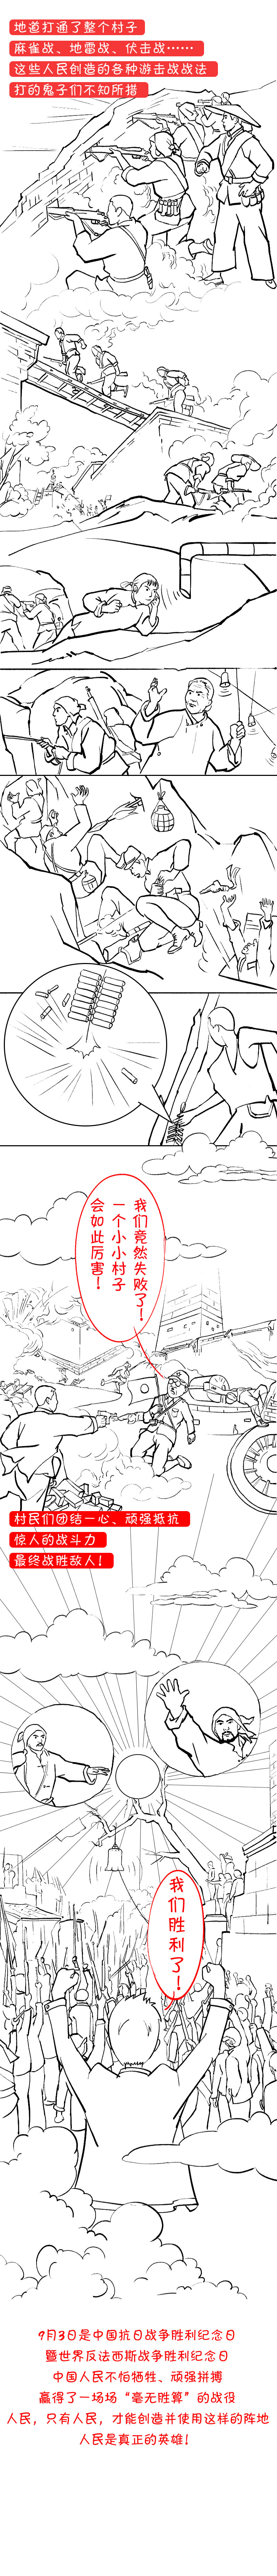 地道打通了整个村子
麻雀战、地雷战、伏击战……
这些人民创造的各种游击战战法
打的鬼子们不知所措
我们竟然失败了！
一个小小村子
会如此厉害！
村民们团结一心、顽强抵抗
惊人的战斗力
最终战胜敌人！
我们胜利了！
9月3日是中国抗日战争胜利纪念日
暨世界反法西斯战争胜利纪念日
中国人民不怕牺牲、顽强拼搏
赢得了一场场“毫无胜算”的战役
人民，只有人民，才能创造并使用这样的阵地
人民是真正的英雄！